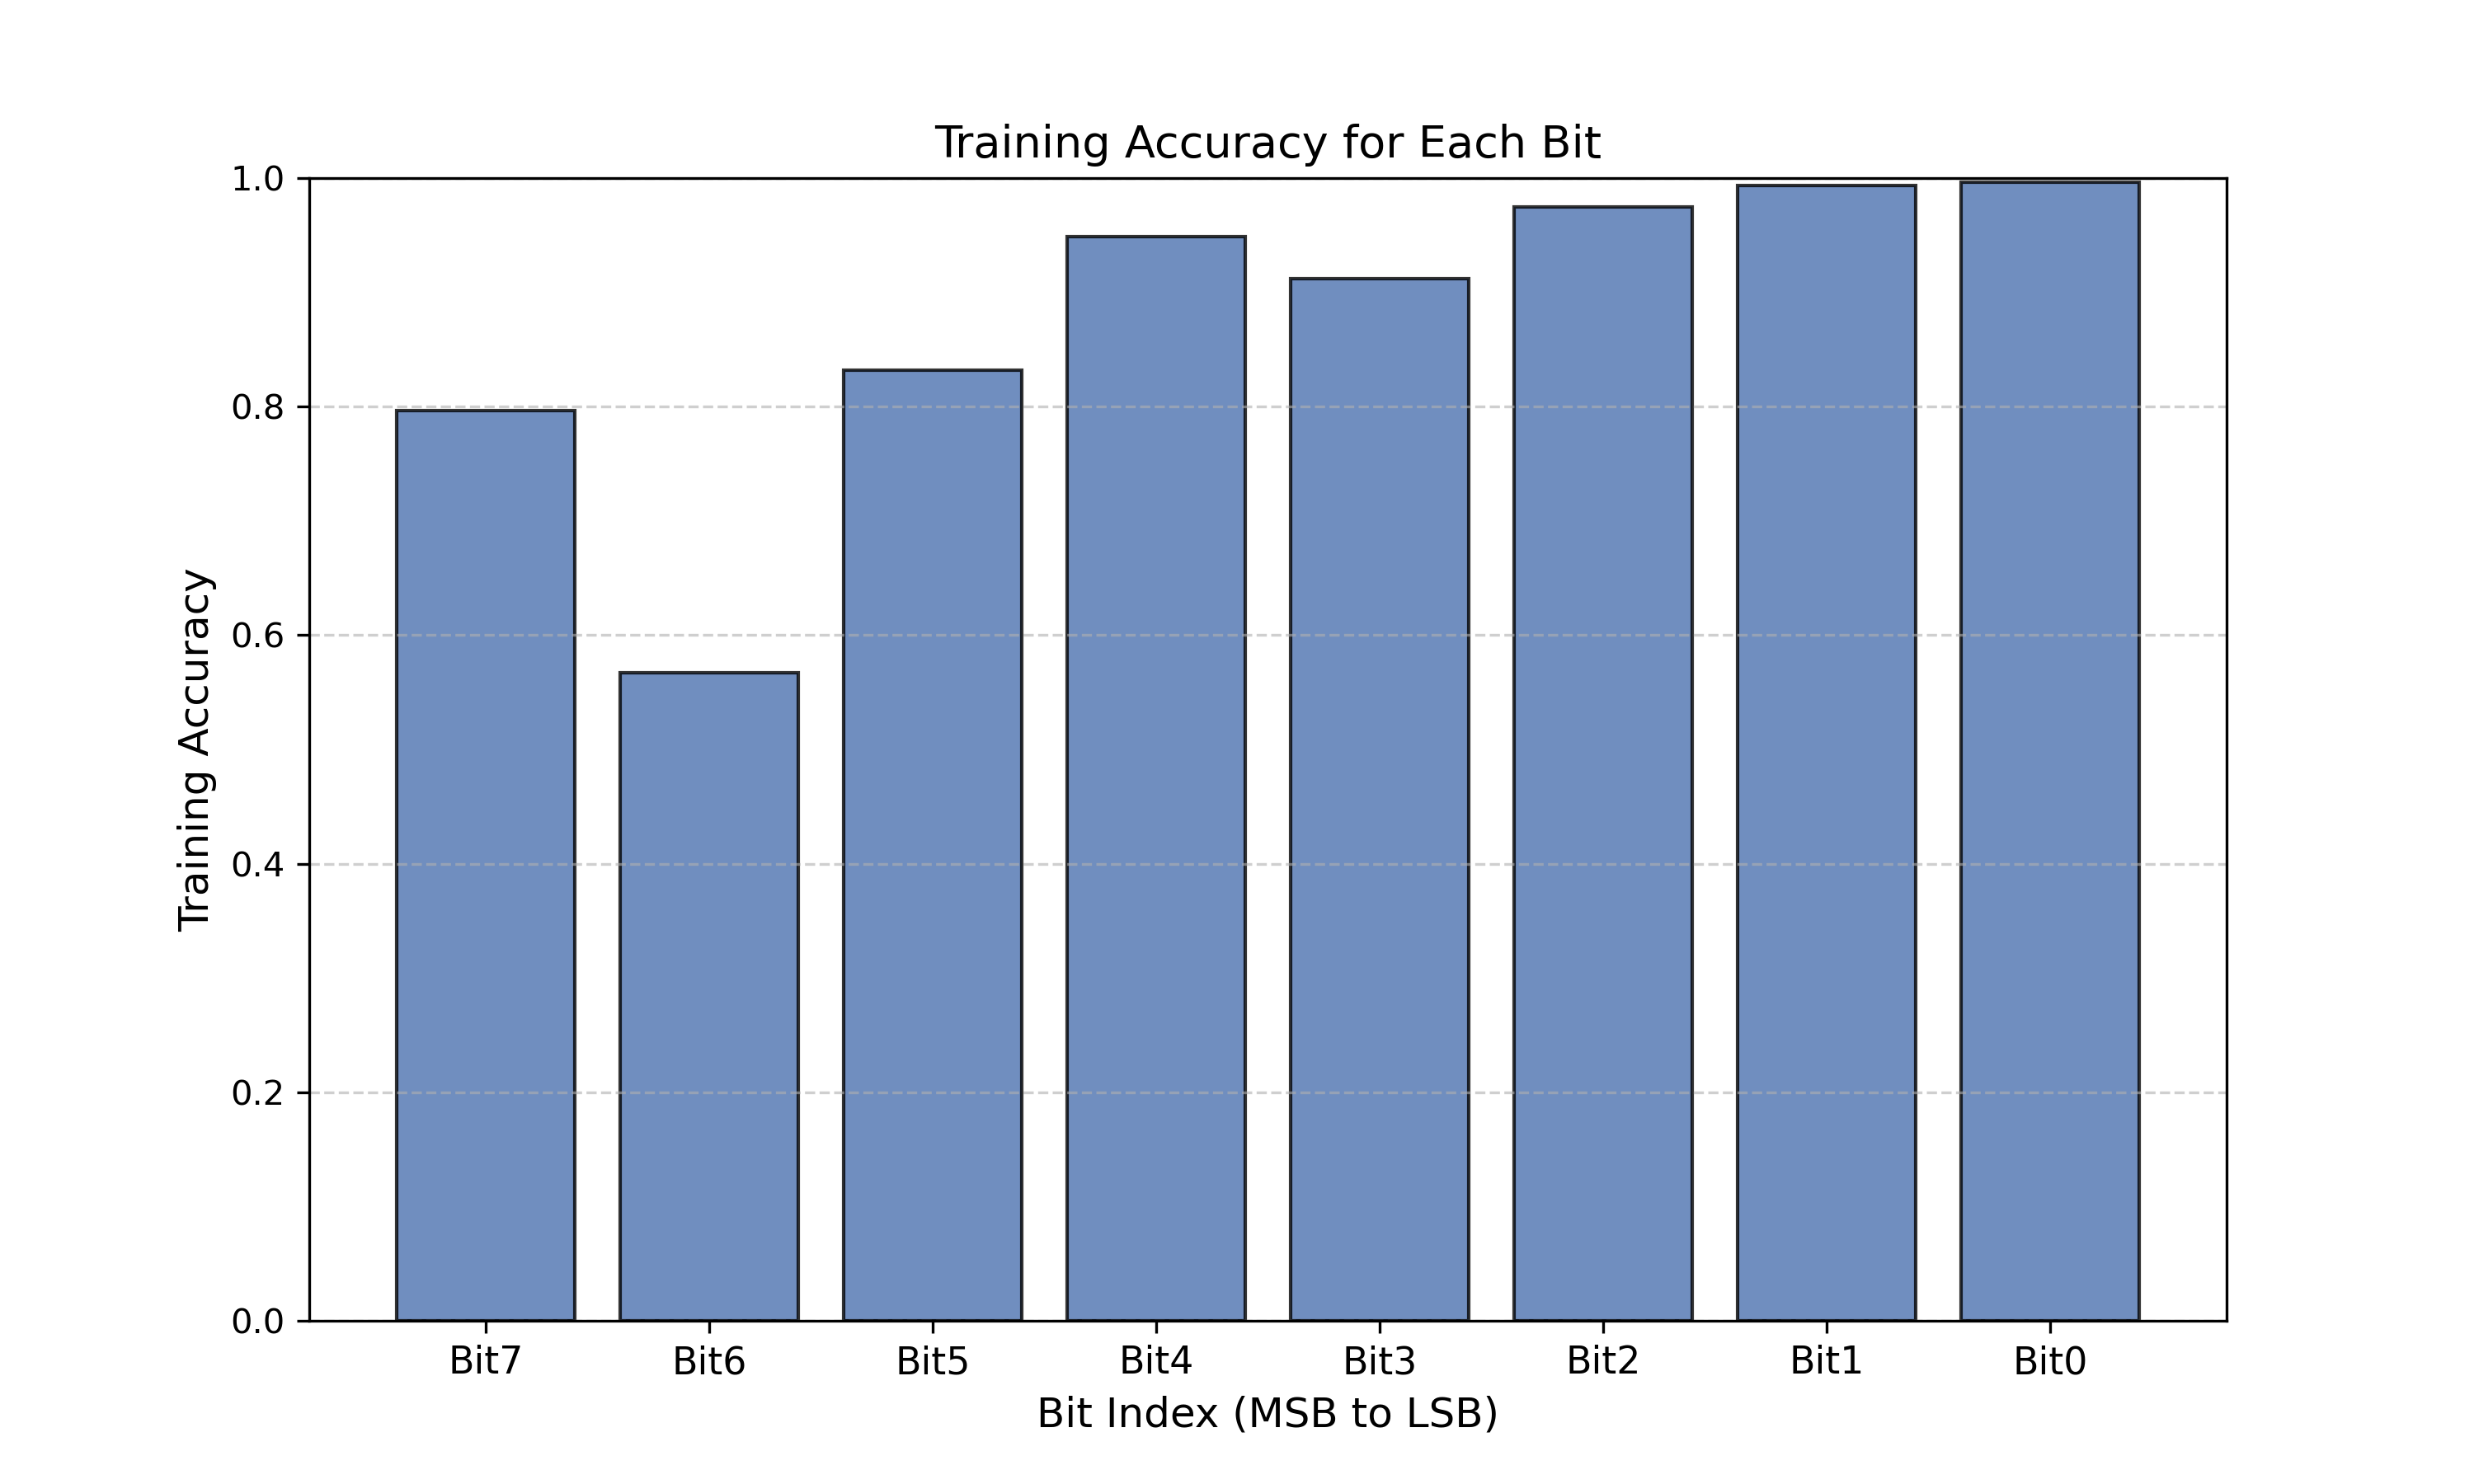 Training Accuracy for Each Bit
Training Accuracy
1.0
0.8
0.6
0.4
0.2
0.0
Bit7 Bit6 Bit5 Bit4 Bit3 Bit2 Bit1 Bit0
Bit Index (MSB to LSB)